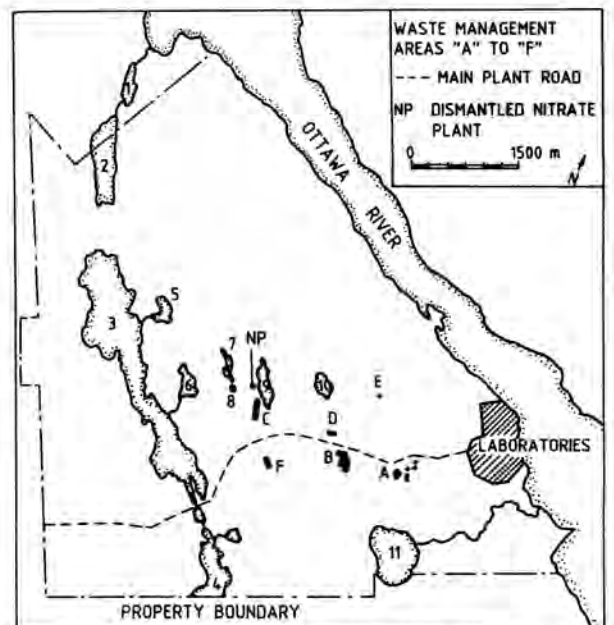 WASTE MANAGEMENT
AREAS "A" TO "F"
MAIN PLANT ROAD
NP DISMANTLED NITRATE
PLANT
0 1500 m
N
OTTAWA
RIVER
1
2
3
5
7
NP
6
8
9
10
E
C
D
LABORATORIES
F
B
A
11
4
PROPERTY BOUNDARY